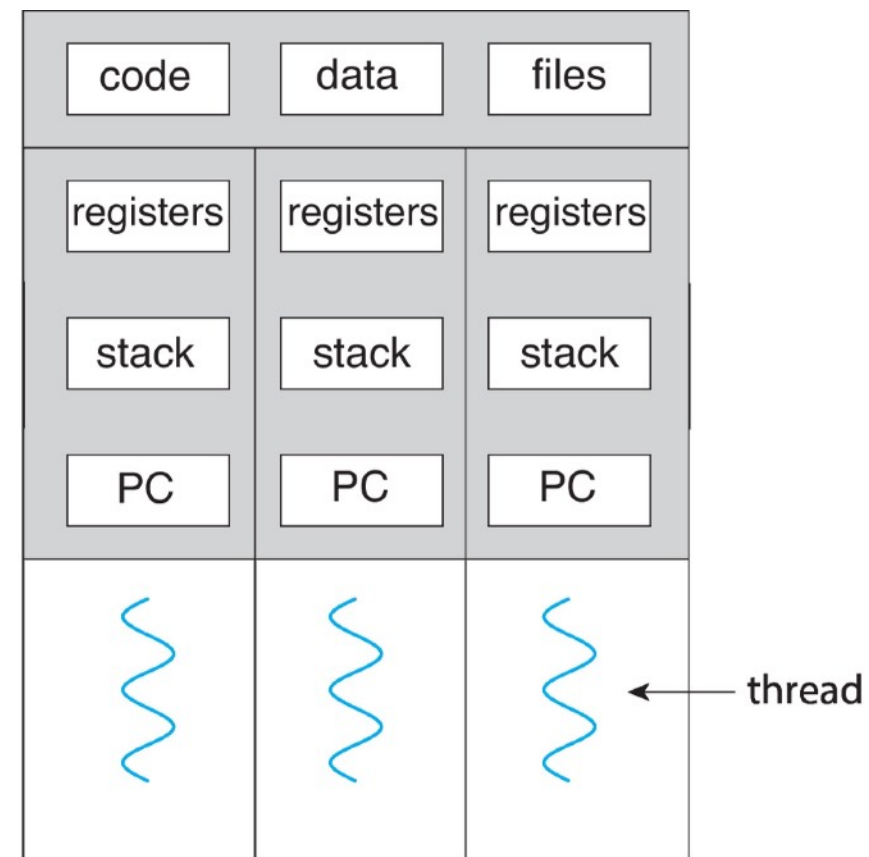 code data files
registers registers registers
stack stack stack
PC PC PC
thread